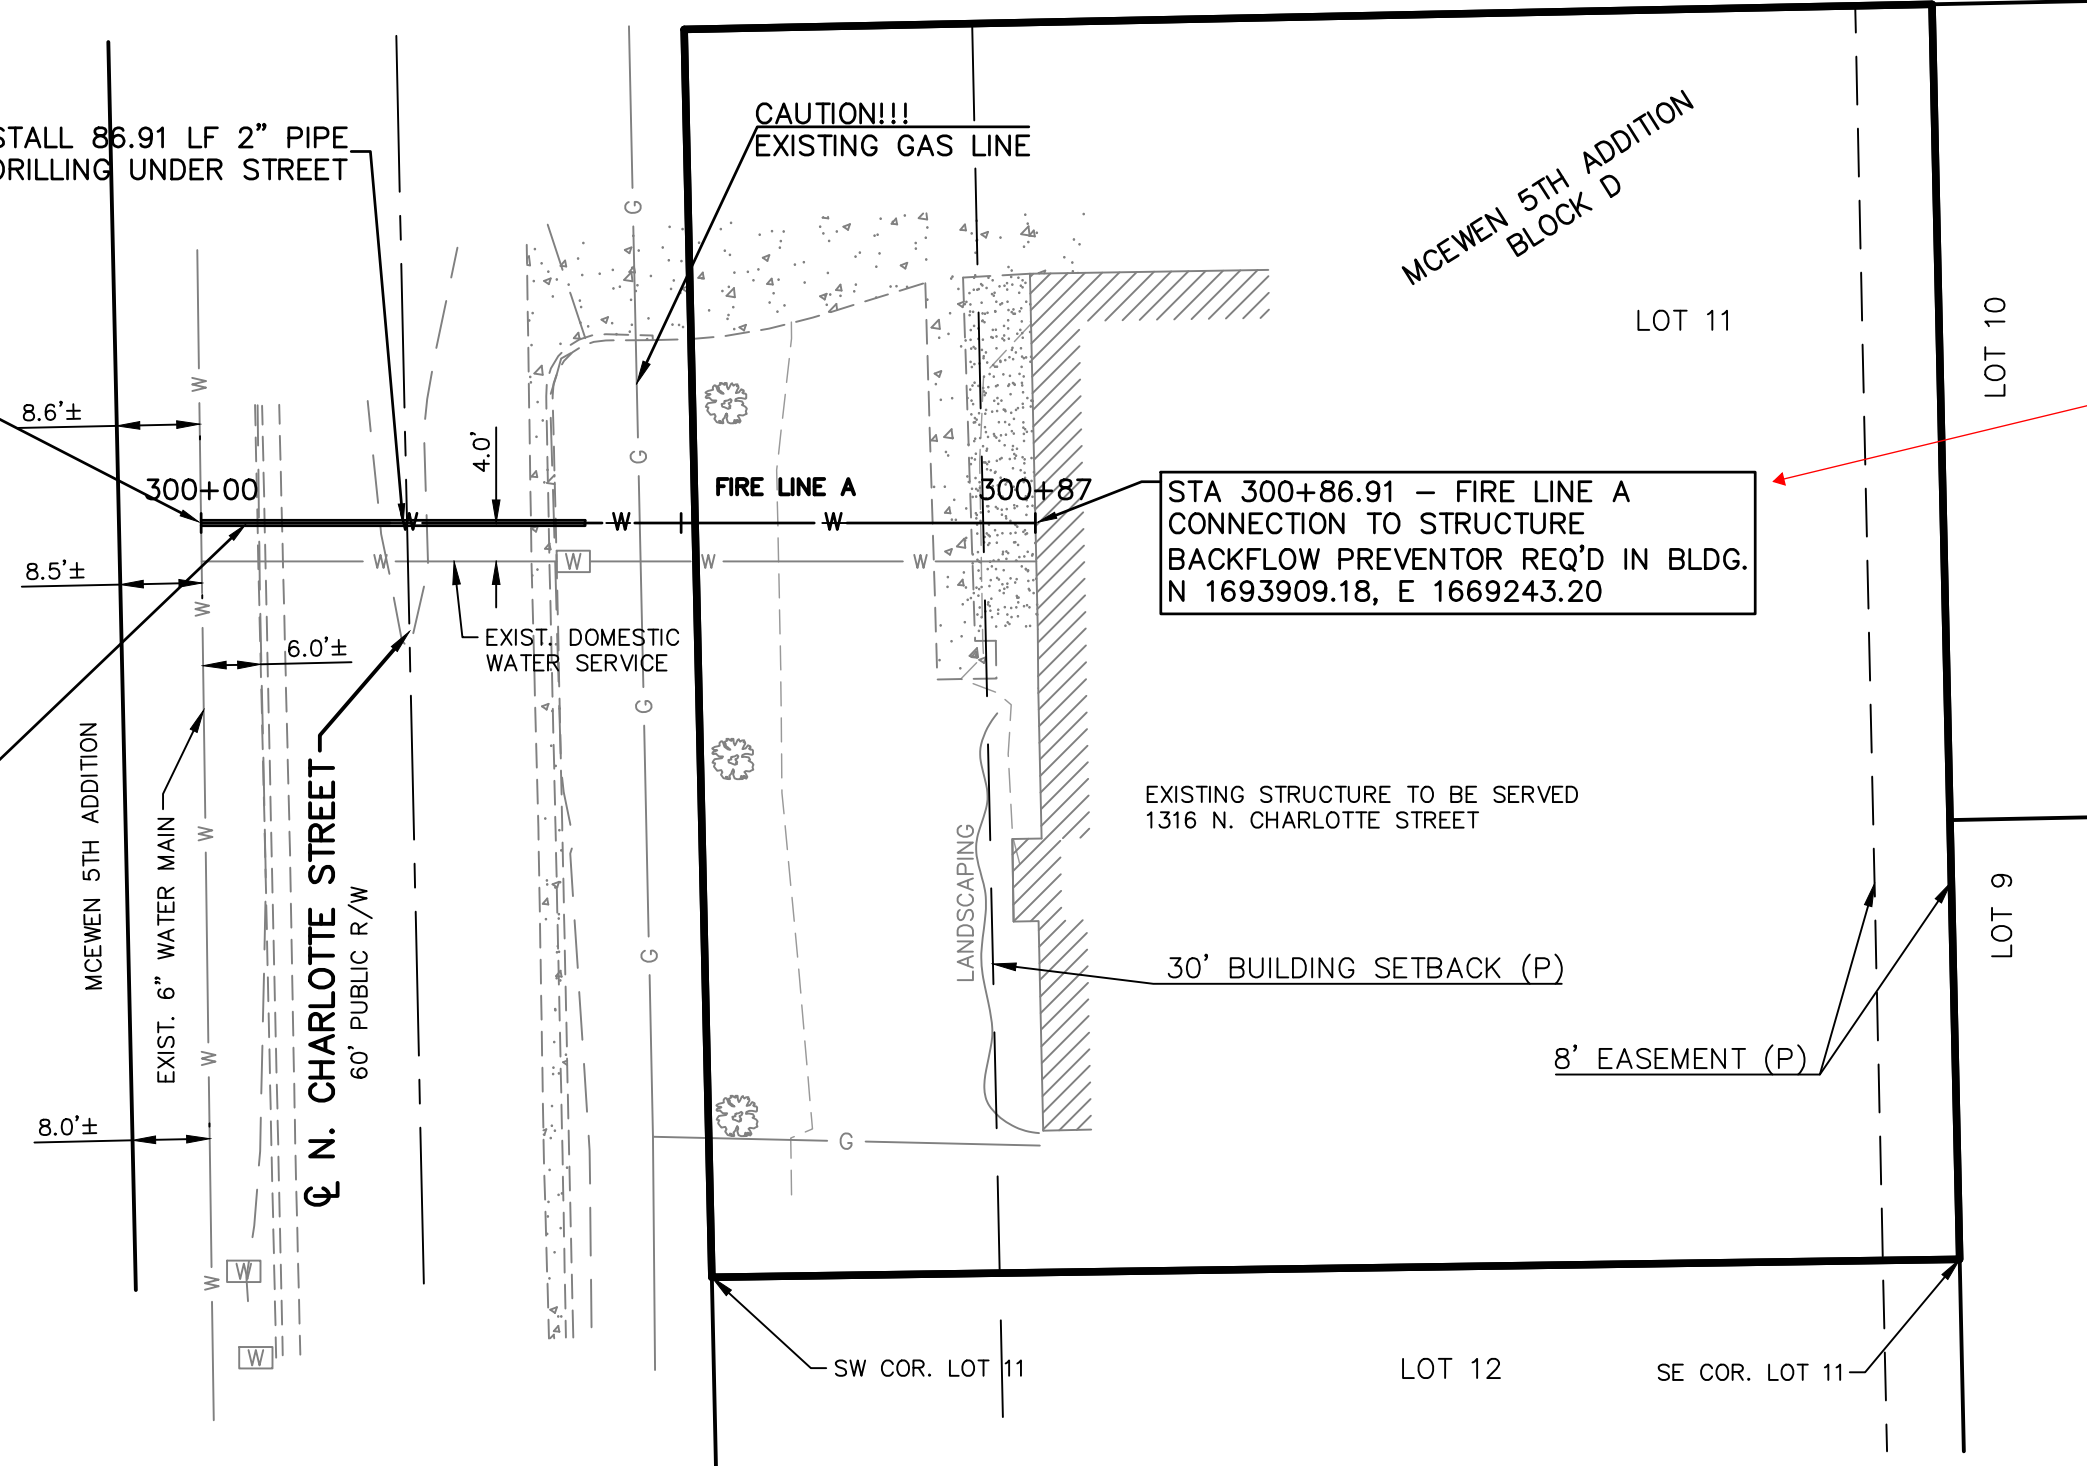 CAUTION!!!
EXISTING GAS LINE
STALL 86.91 LF 2” PIPE
DRILLING UNDER STREET
MCEWEN 5TH ADDITION
BLOCK D
LOT 11
LOT 10
G
W
8.6'±
4.0'
G
300+00
FIRE LINE A
300+87
W
W
W
STA 300+86.91 – FIRE LINE A
CONNECTION TO STRUCTURE
BACKFLOW PREVENTOR REQ'D IN BLDG.
N 1693909.18, E 1669243.20
8.5'±
W
W
W
W
W
EXIST. DOMESTIC
WATER SERVICE
6.0'±
G
MCEWEN 5TH ADDITION
EXIST. 6” WATER MAIN
℄ N. CHARLOTTE STREET
60' PUBLIC R/W
W
EXISTING STRUCTURE TO BE SERVED
1316 N. CHARLOTTE STREET
LANDSCAPING
LOT 9
G
30' BUILDING SETBACK (P)
W
8' EASEMENT (P)
8.0'±
G
W
W
W
SW COR. LOT 11
LOT 12
SE COR. LOT 11